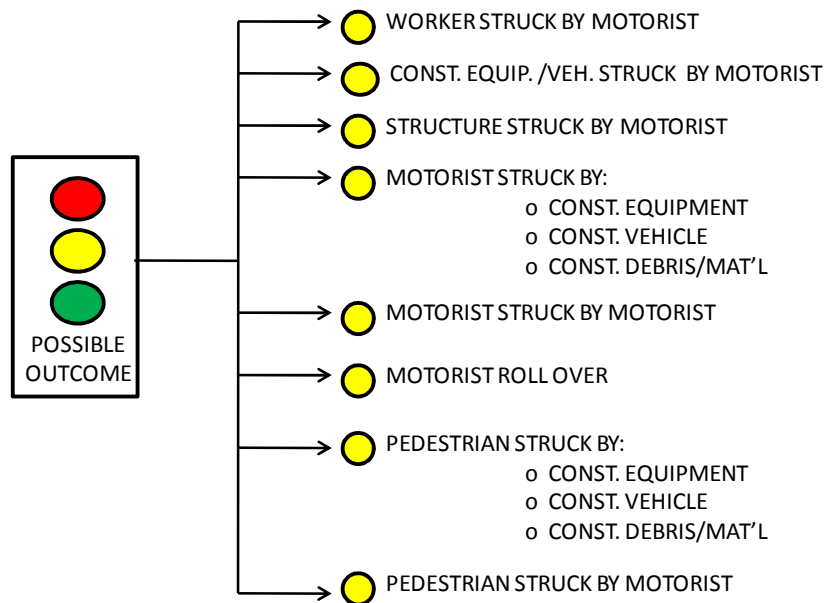 WORKER STRUCK BY MOTORIST
CONST. EQUIP. /VEH. STRUCK BY MOTORIST
STRUCTURE STRUCK BY MOTORIST
MOTORIST STRUCK BY:
o CONST. EQUIPMENT
o CONST. VEHICLE
o CONST. DEBRIS/MAT’L
MOTORIST STRUCK BY MOTORIST
POSSIBLE
OUTCOME
MOTORIST ROLL OVER
PEDESTRIAN STRUCK BY:
o CONST. EQUIPMENT
o CONST. VEHICLE
o CONST. DEBRIS/MAT’L
PEDESTRIAN STRUCK BY MOTORIST